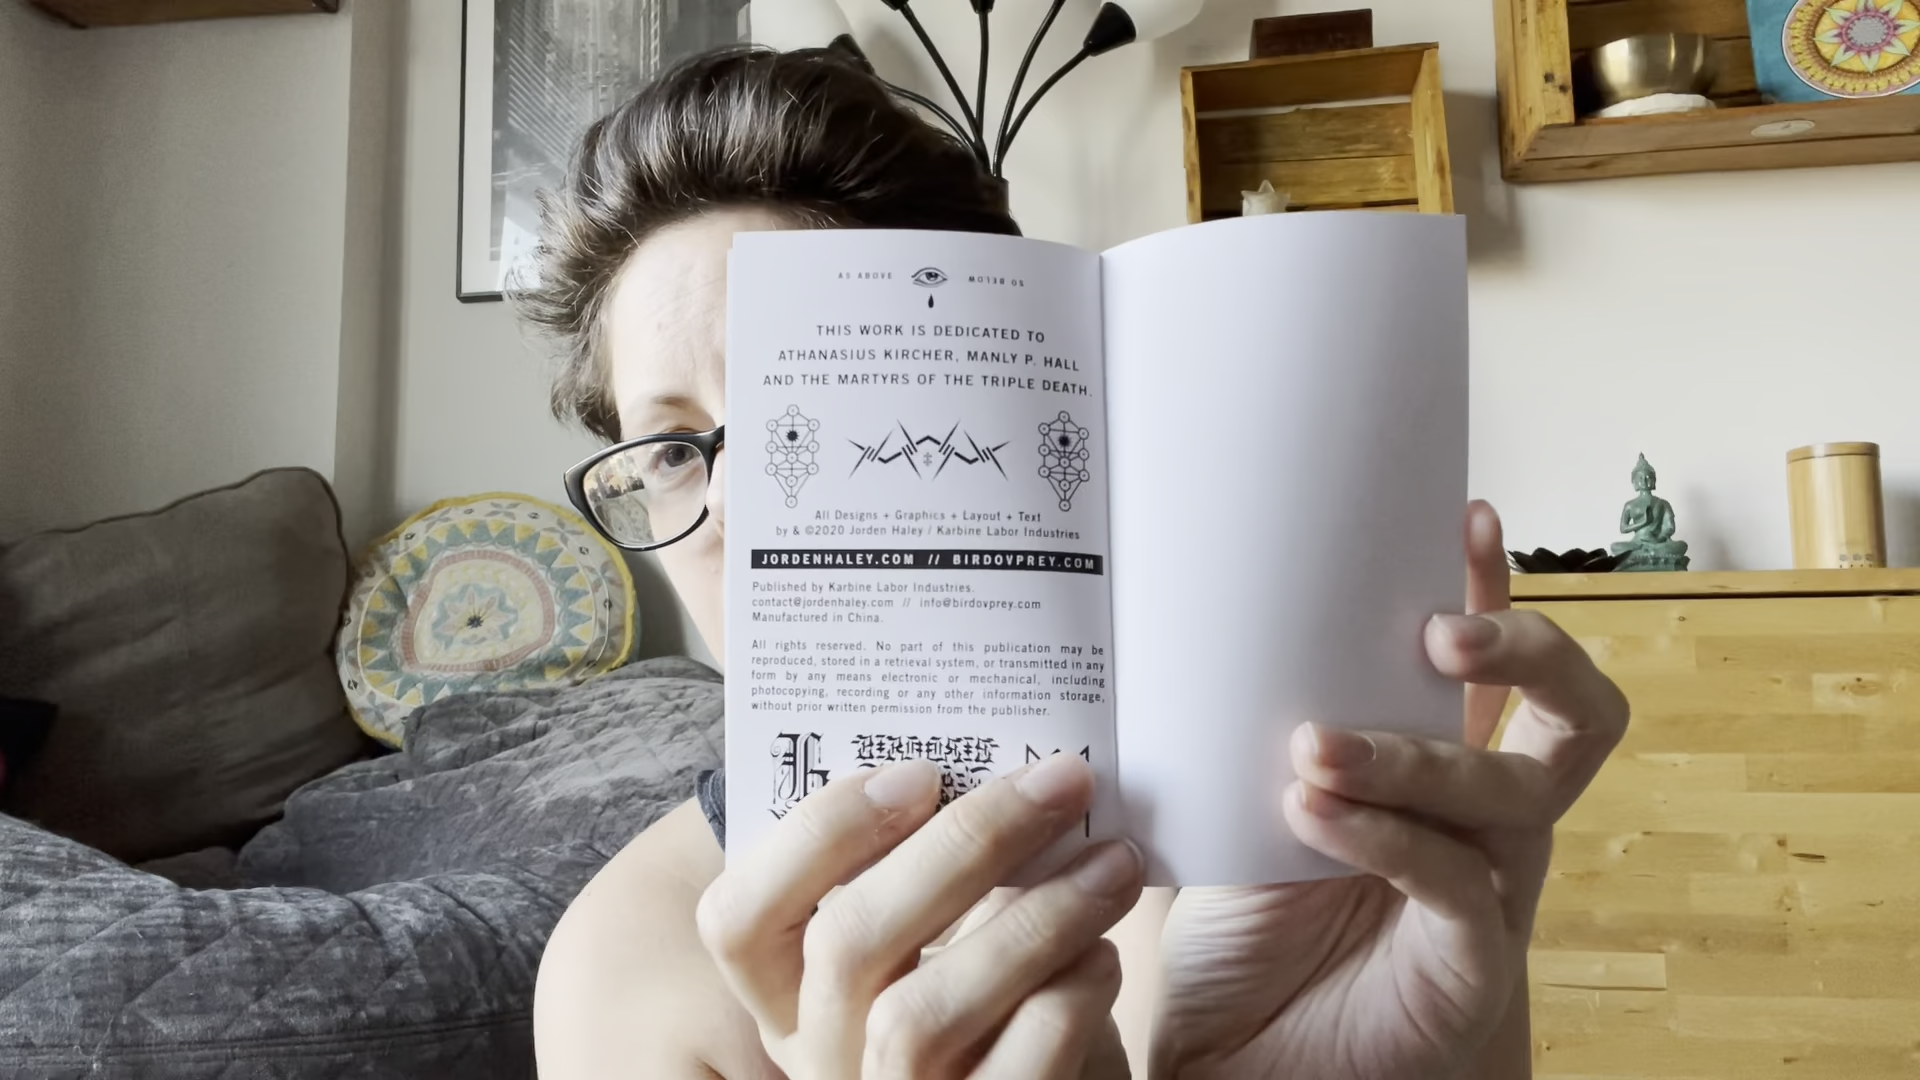 AS ABOVE SO BELOW
THIS WORK IS DEDICATED TO
ATHANASIUS KIRCHER, MANLY P. HALL
AND THE MARTYRS OF THE TRIPLE DEATH.
All Designs + Graphics + Layout + Text
by & ©2020 Jorden Haley / Karbine Labor Industries
JORDENHALEY.COM // BIRDOVPREY.COM
Published by Karbine Labor Industries.
contact@jordenhaley.com // info@birdovprey.com
Manufactured in China.
All rights reserved. No part of this publication may be
reproduced, stored in a retrieval system, or transmitted in any
form by any means electronic or mechanical, including
photocopying, recording or any other information storage,
without prior written permission from the publisher.